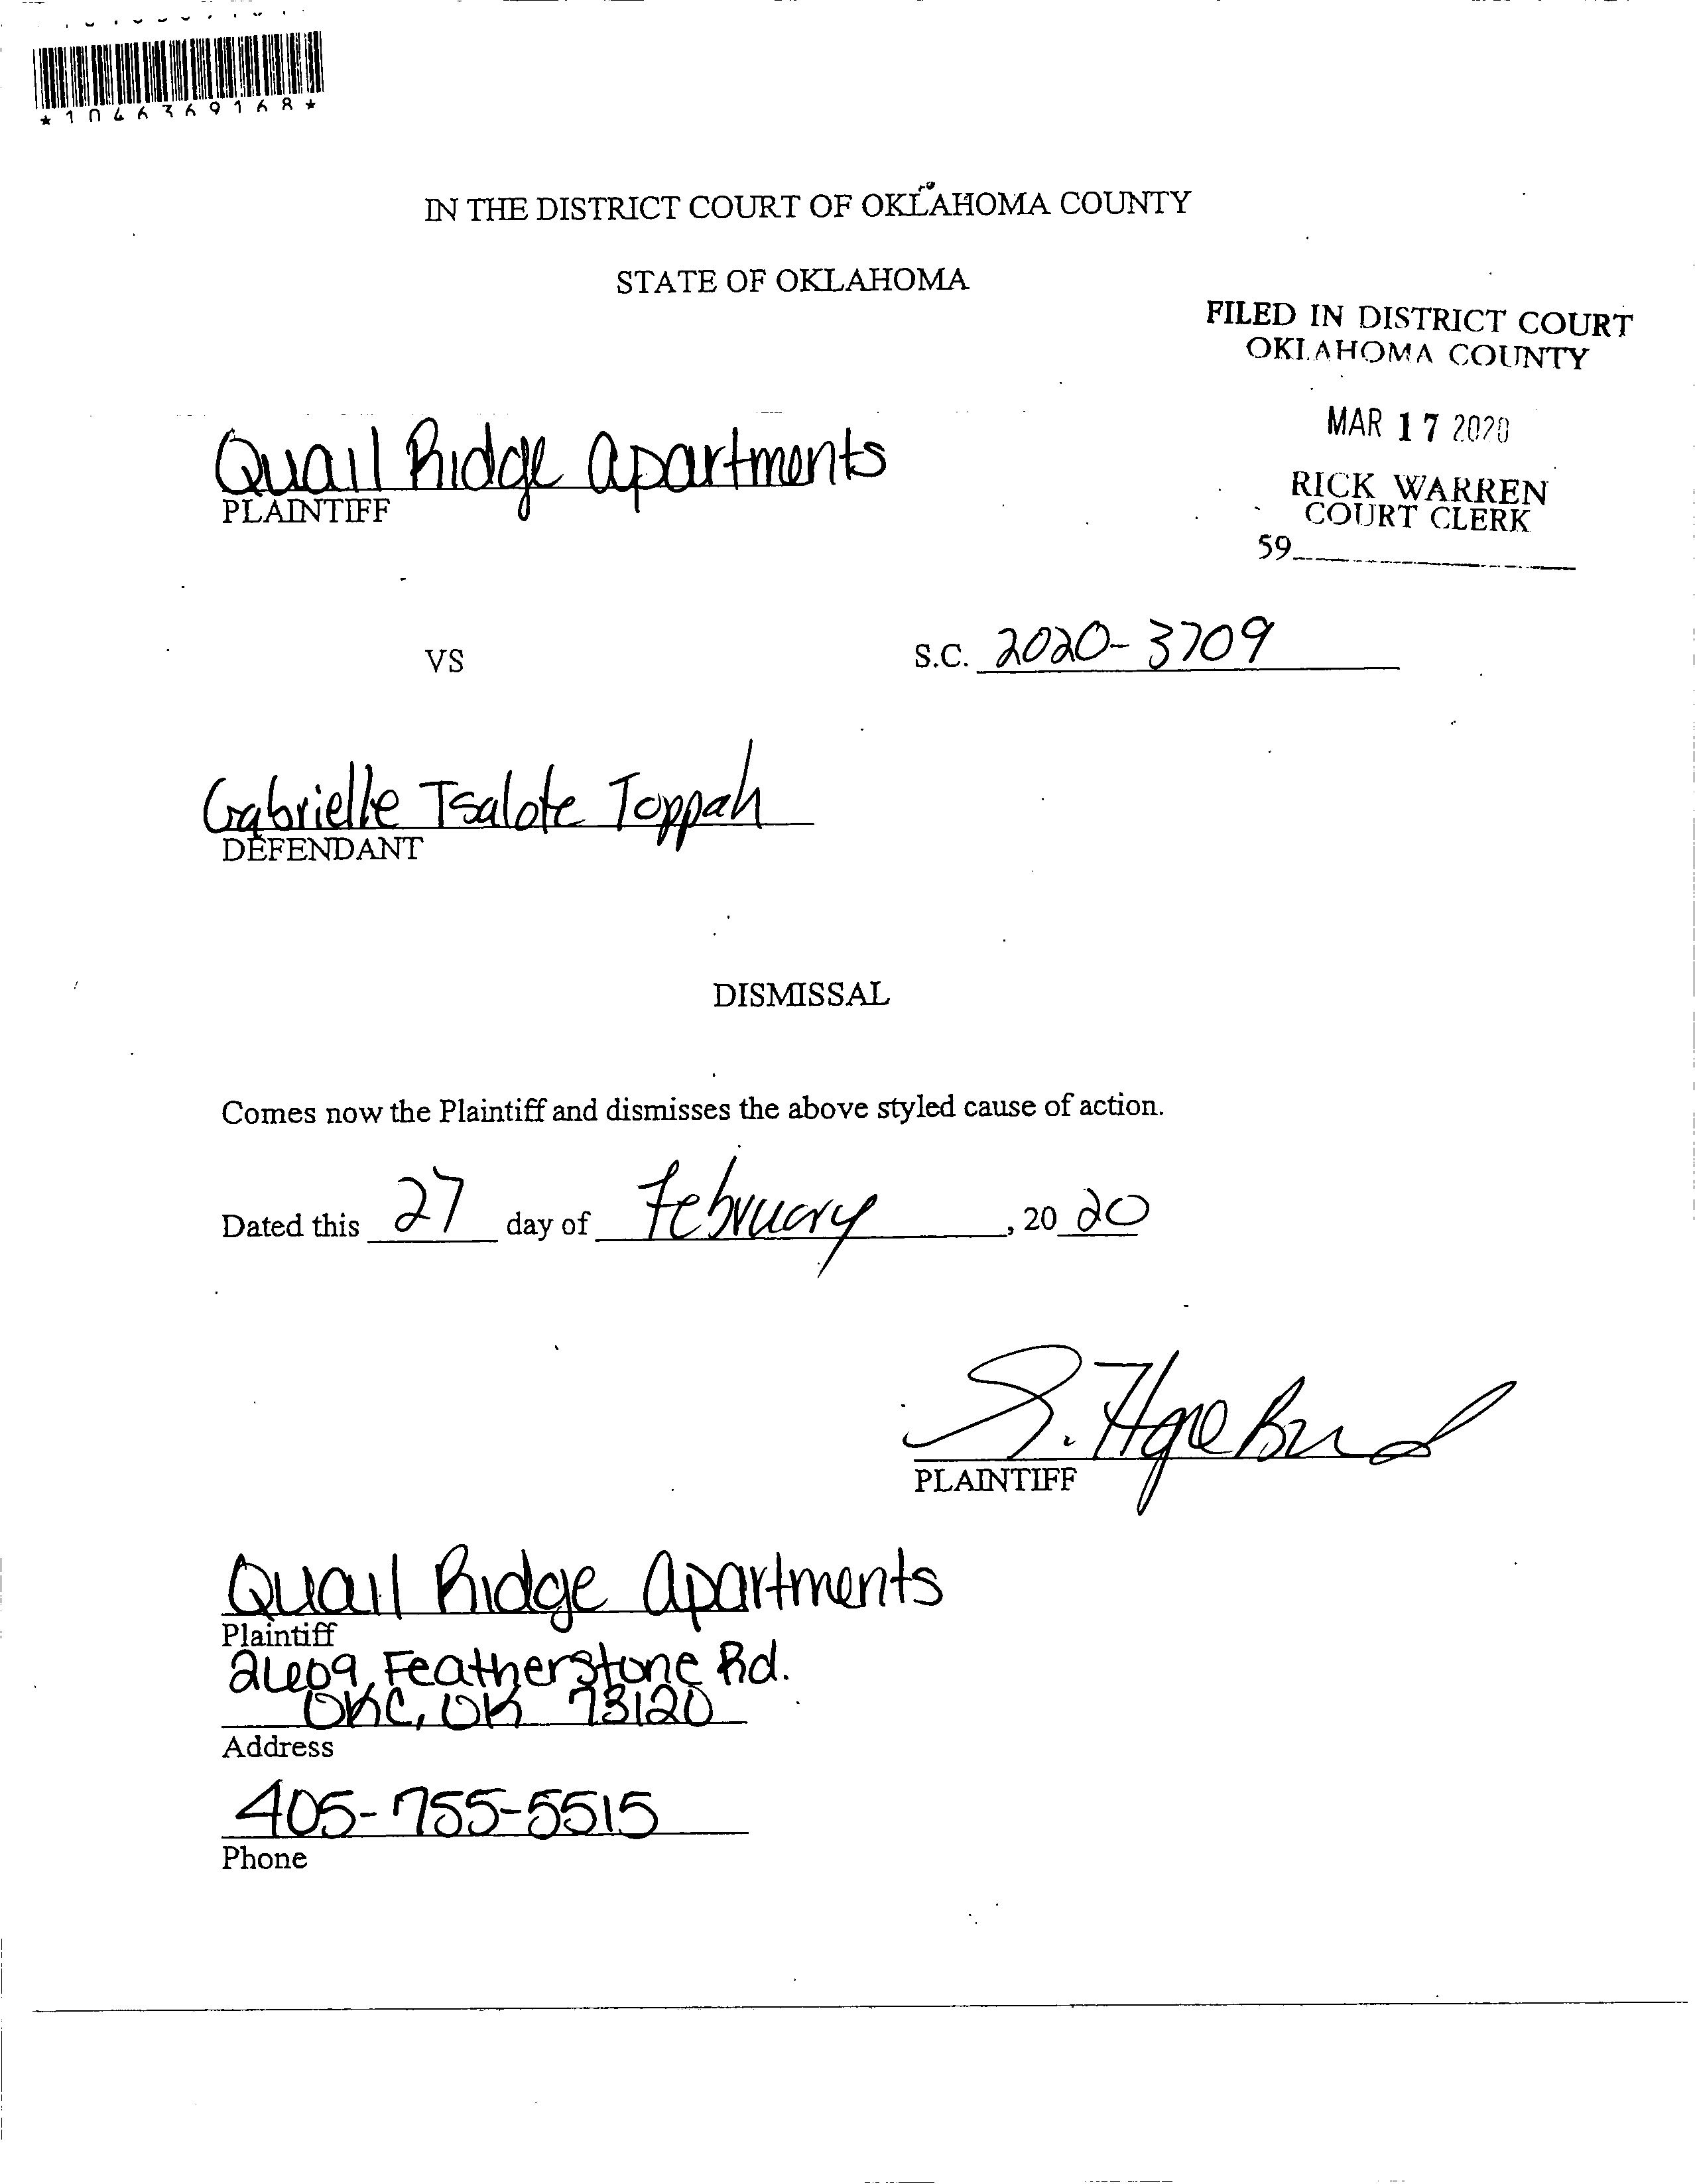 *1046369168*
IN THE DISTRICT COURT OF OKLAHOMA COUNTY
STATE OF OKLAHOMA
FILED IN DISTRICT COURT
OKLAHOMA COUNTY
MAR 17 2020
RICK WARREN
COURT CLERK
59
Quail Ridge Apartments
PLAINTIFF
VS
S.C. 2020-3709
Gabrielle Tsalote Toppah
DEFENDANT
DISMISSAL
Comes now the Plaintiff and dismisses the above styled cause of action.
Dated this 27 day of February, 2020
S.
PLAINTIFF
Quail Ridge Apartments
Plaintiff
2609 Featherstone Rd.
OKC, OK 73120
Address
405-755-5515
Phone